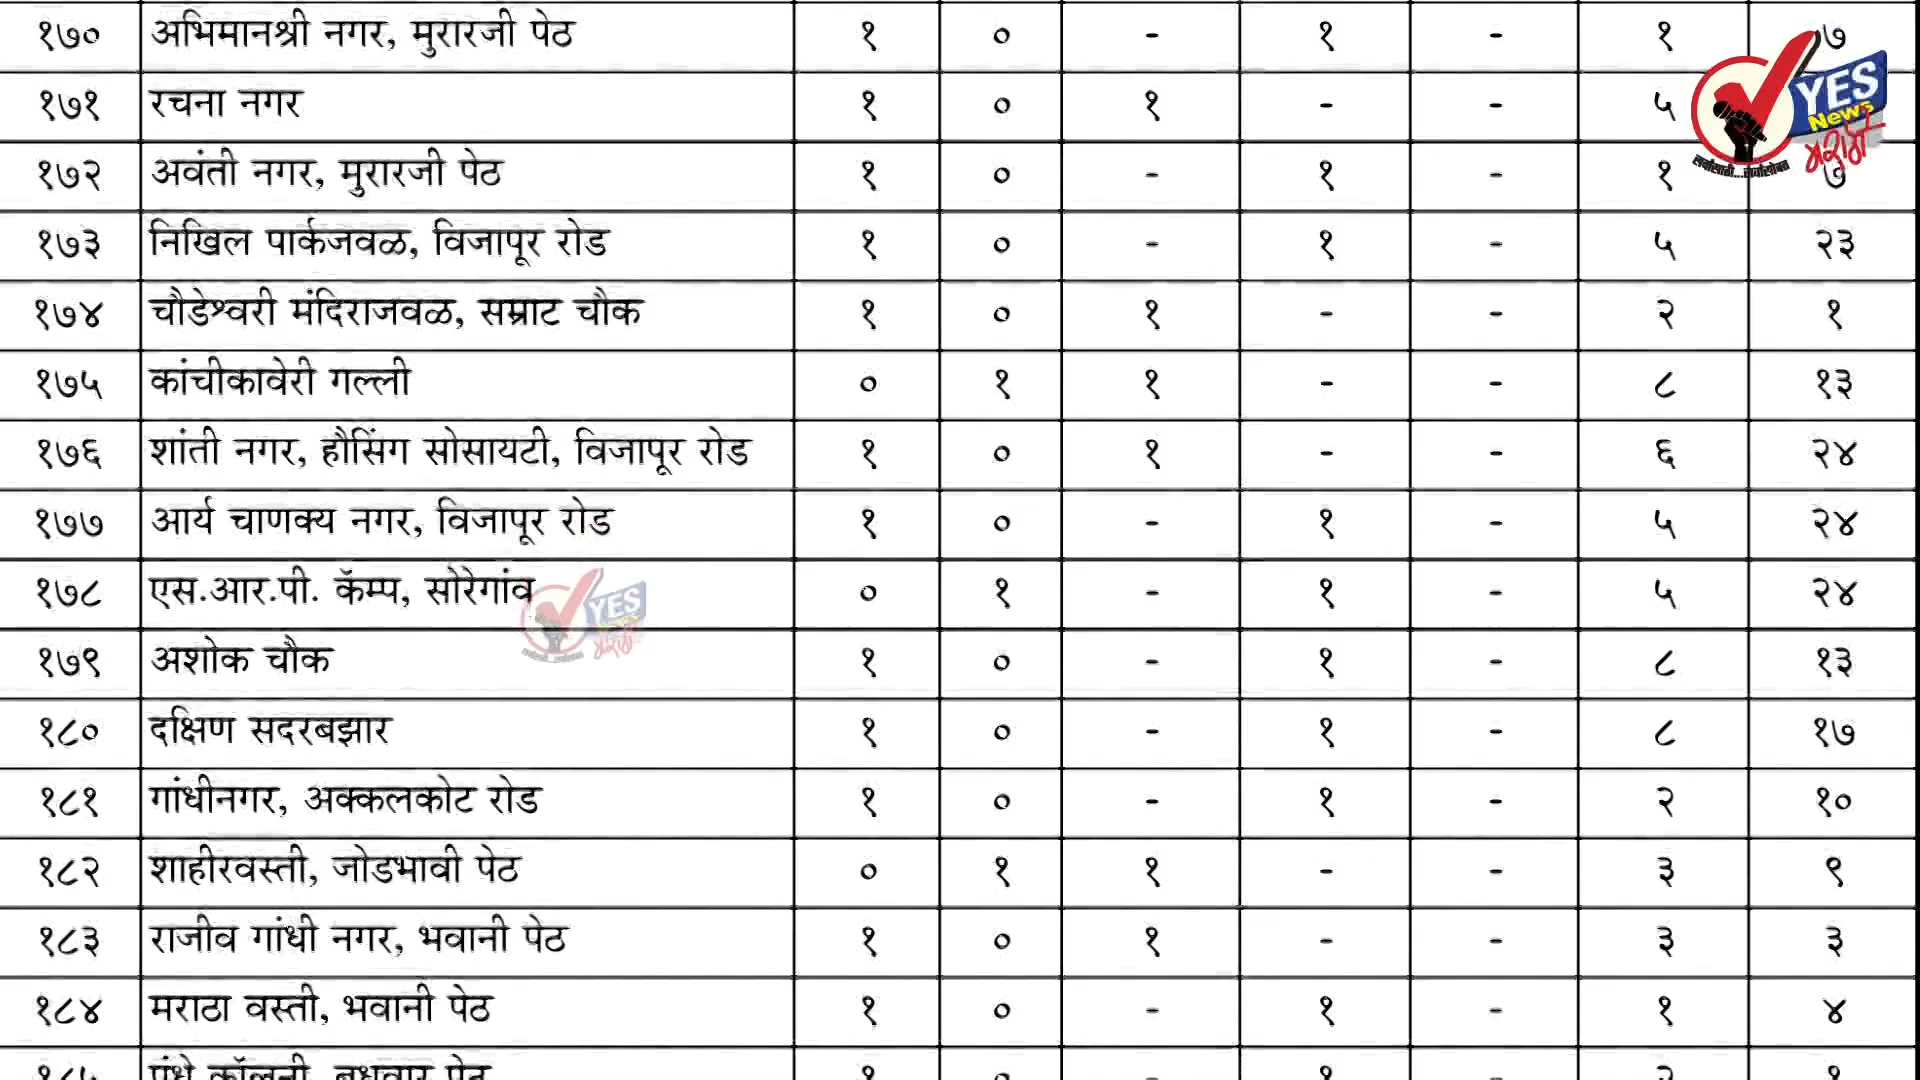 १७० अभिमानश्री नगर, मुरारजी पेठ १ ० - १ - १ ७
१७१ रचना नगर १ ० १ - - ५
१७२ अवंती नगर, मुरारजी पेठ १ ० - १ - १ ७
१७३ निखिल पार्कजवळ, विजापूर रोड १ ० - १ - ५ २३
१७४ चौडेश्वरी मंदिराजवळ, सम्राट चौक १ ० १ - - २ १
१७५ कांचीकावेरी गल्ली ० १ १ - - ८ १३
१७६ शांती नगर, हौसिंग सोसायटी, विजापूर रोड १ ० १ - - ६ २४
१७७ आर्य चाणक्य नगर, विजापूर रोड १ ० - १ - ५ २४
१७८ एस.आर.पी. कॅम्प, सोरेगांव ० १ - १ - ५ २४
१७९ अशोक चौक १ ० - १ - ८ १३
१८० दक्षिण सदरबझार १ ० - १ - ८ १७
१८१ गांधीनगर, अक्कलकोट रोड १ ० - १ - २ १०
१८२ शाहीरवस्ती, जोडभावी पेठ ० १ १ - - ३ ९
१८३ राजीव गांधी नगर, भवानी पेठ १ ० १ - - ३ ३
१८४ मराठा वस्ती, भवानी पेठ १ ० - १ - १ ४
YES
News
मराठी
YES
News
मराठी